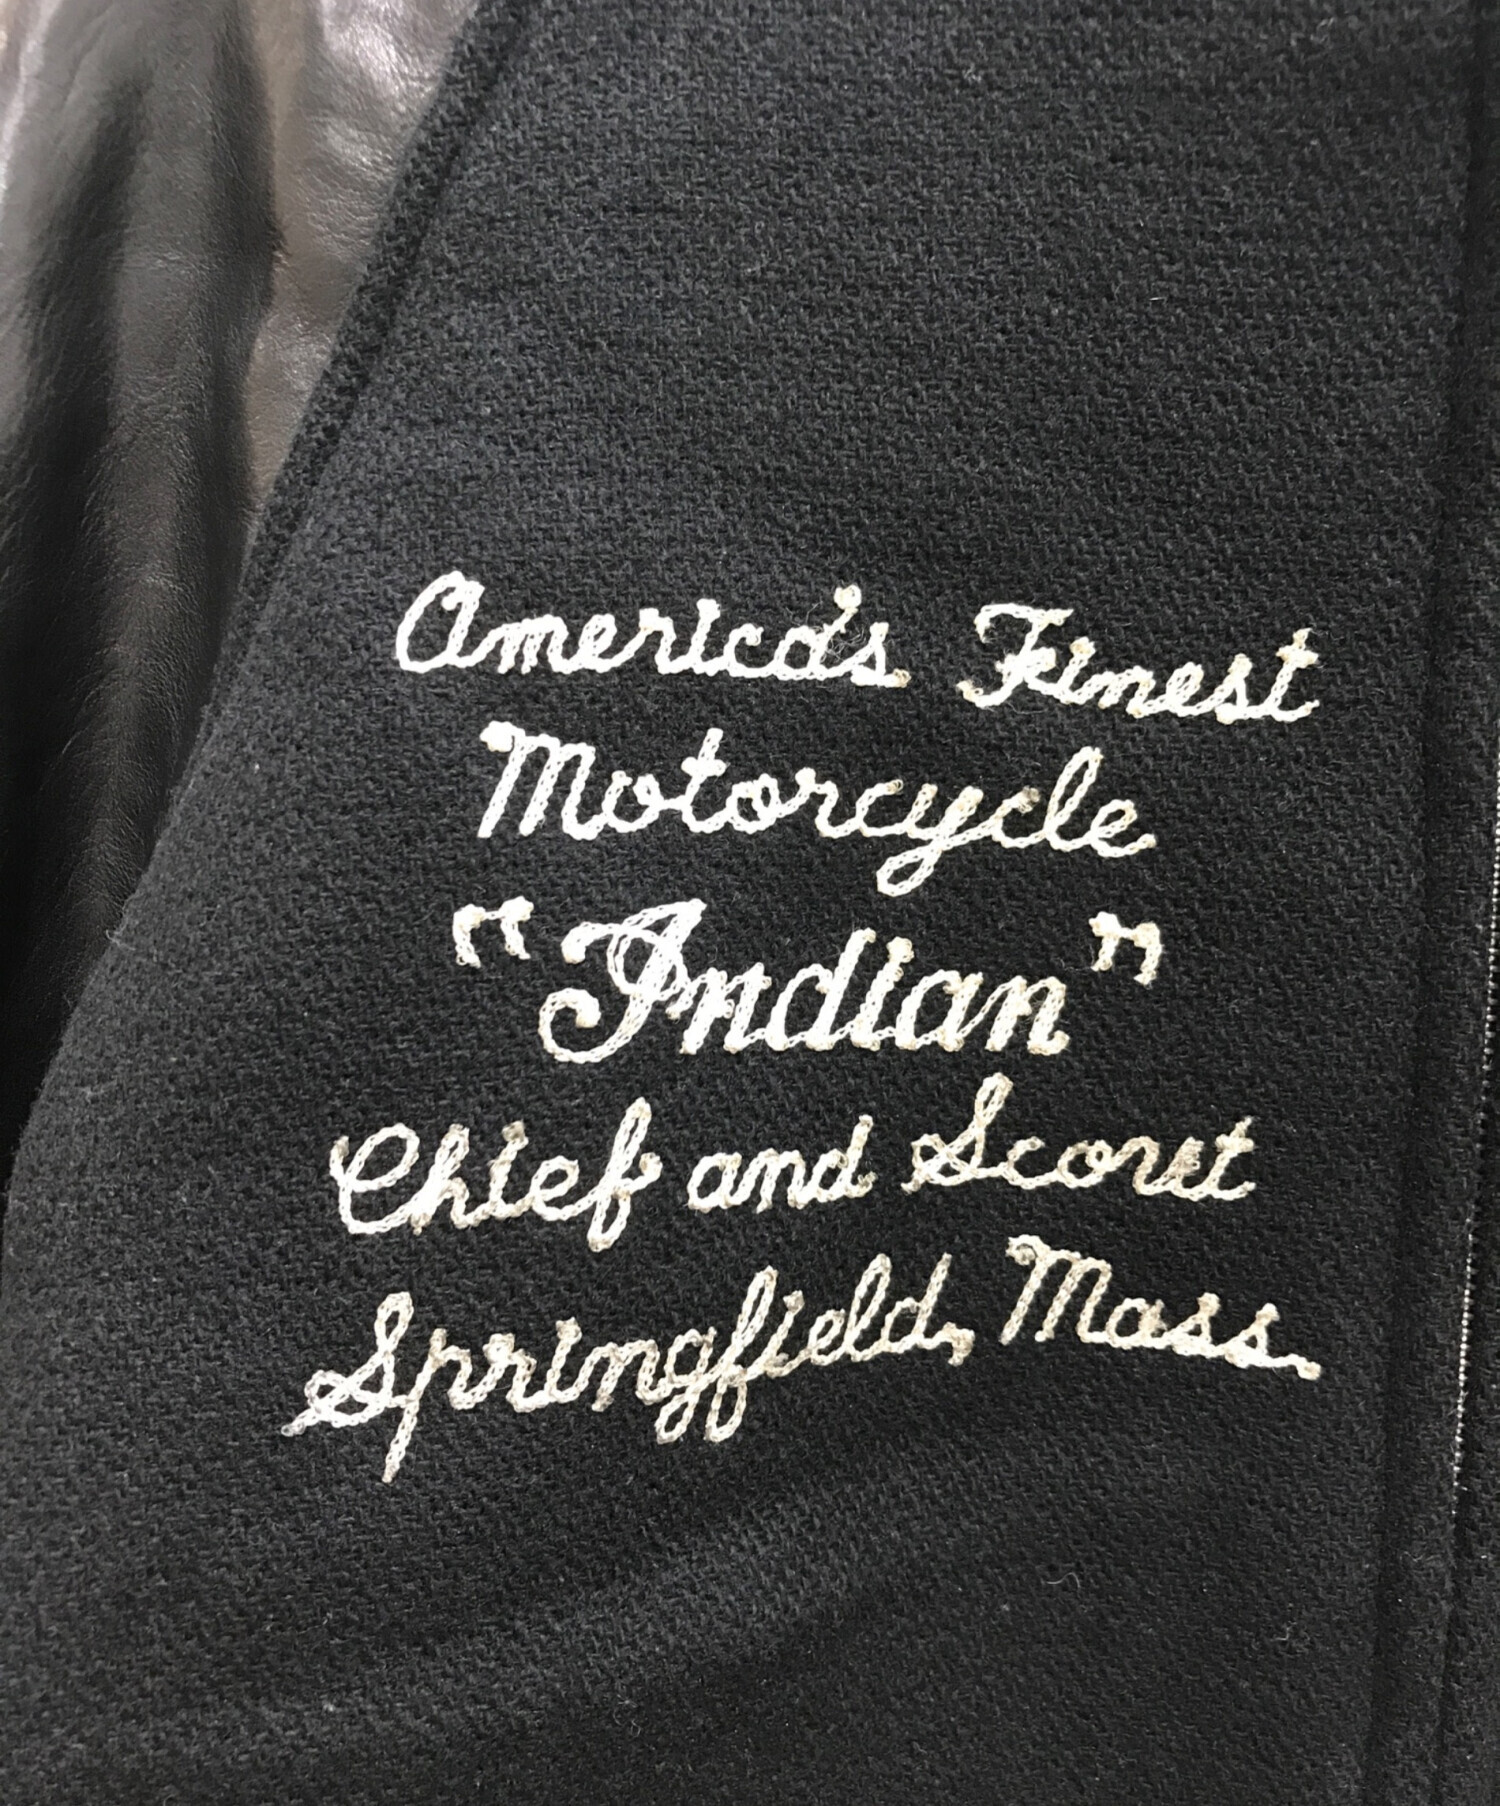 America's Finest
Motorcycle
"Indian"
Chief and Scout
Springfield, Mass.